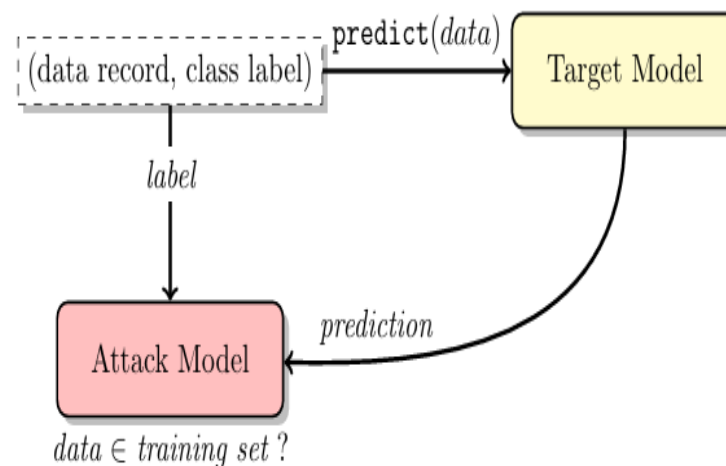 predict(data)
(data record, class label)
Target Model
label
prediction
Attack Model
data ∈ training set ?